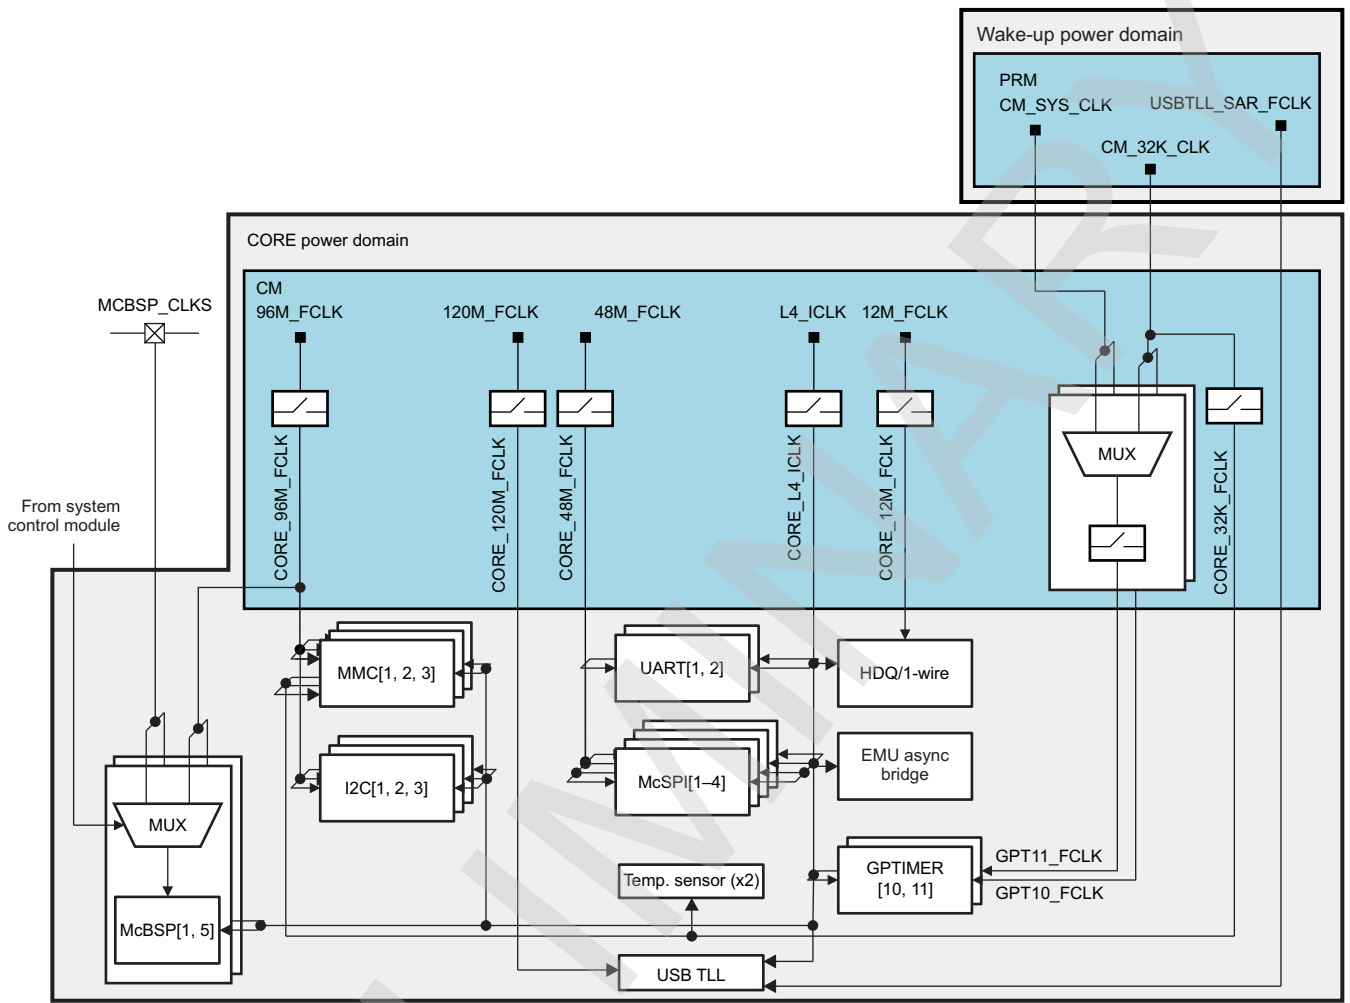 Wake-up power domain
PRM
CM_SYS_CLK
USBTLL_SAR_FCLK
CM_32K_CLK
CORE power domain
CM
96M_FCLK
120M_FCLK
48M_FCLK
L4_ICLK
12M_FCLK
MCBSP_CLKS
CORE_96M_FCLK
CORE_120M_FCLK
CORE_48M_FCLK
CORE_L4_ICLK
CORE_12M_FCLK
MUX
CORE_32K_FCLK
From system
control module
MMC[1, 2, 3]
UART[1, 2]
HDQ/1-wire
I2C[1, 2, 3]
McSPI[1–4]
EMU async
bridge
MUX
GPTIMER
[10, 11]
GPT11_FCLK
GPT10_FCLK
Temp. sensor (x2)
McBSP[1, 5]
USB TLL